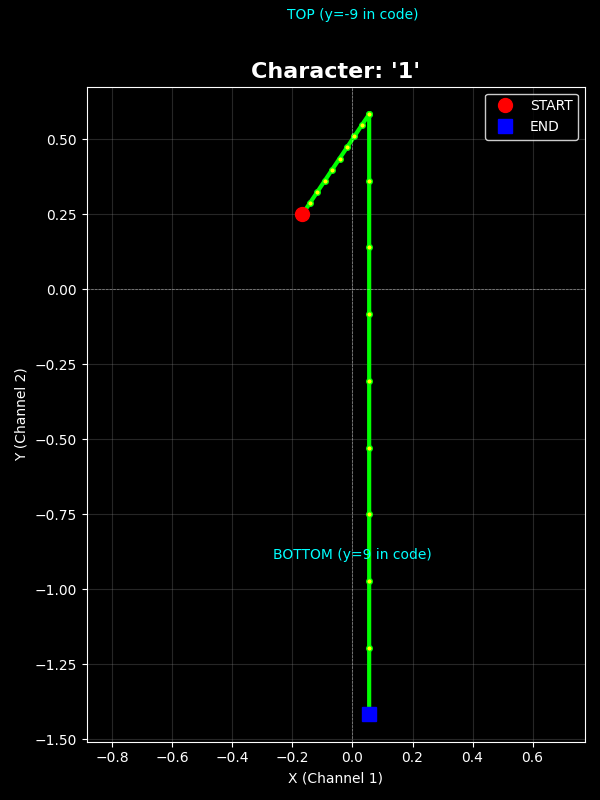 TOP (y=-9 in code)
Character: '1'
START
END
0.50
0.25
0.00
−0.25
−0.50
−0.75
−1.00
−1.25
−1.50
Y (Channel 2)
BOTTOM (y=9 in code)
−0.8 −0.6 −0.4 −0.2 0.0 0.2 0.4 0.6
X (Channel 1)